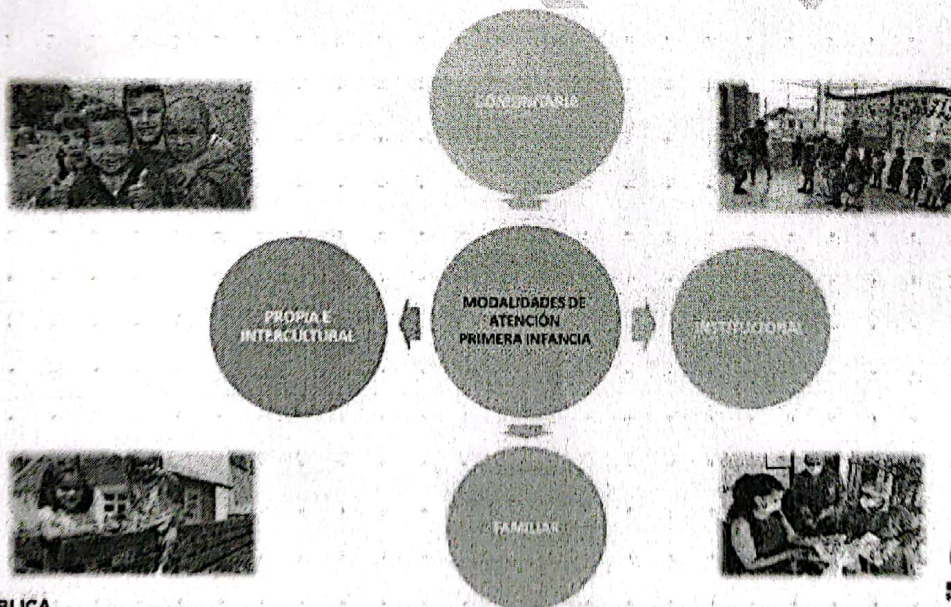 COMUNITARIA
PROPIA E
INTERCULTURAL
MODALIDADES DE
ATENCIÓN
PRIMERA INFANCIA
INSTITUCIONAL
FAMILIAR